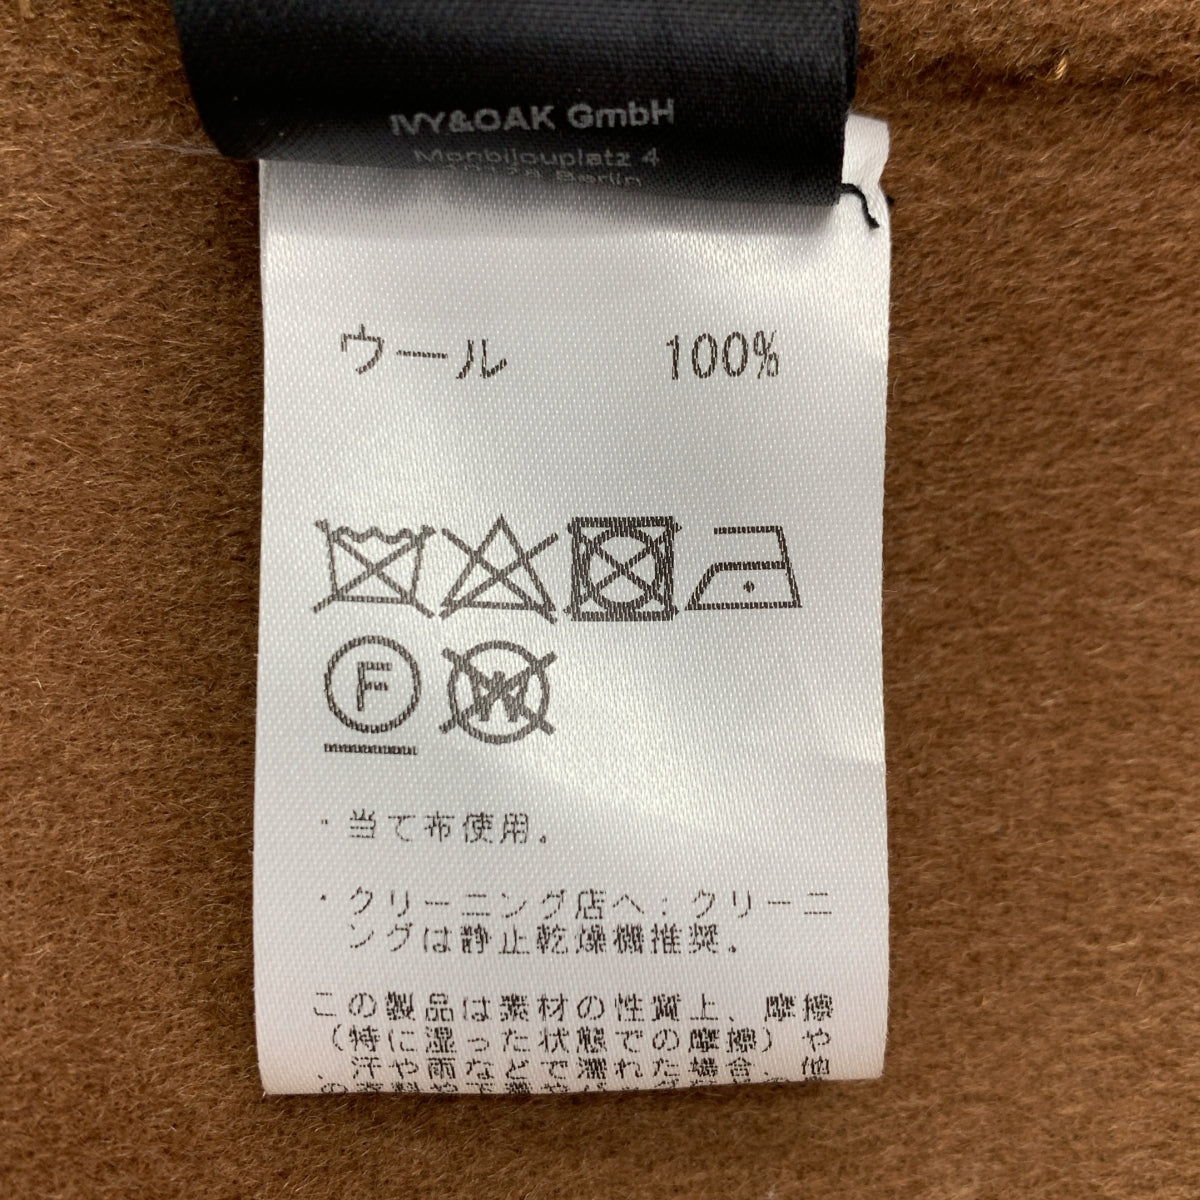 IVY&OAK GmbH
Monbijouplatz 4
10178 Berlin
ウール 100%
F
W
・当て布使用。
・クリーニング店へ：クリーニ
ングは静止乾燥機推奨。
この製品は素材の性質上、摩擦
（特に湿った状態での摩擦）や
、汗や雨などで濡れた場合、他